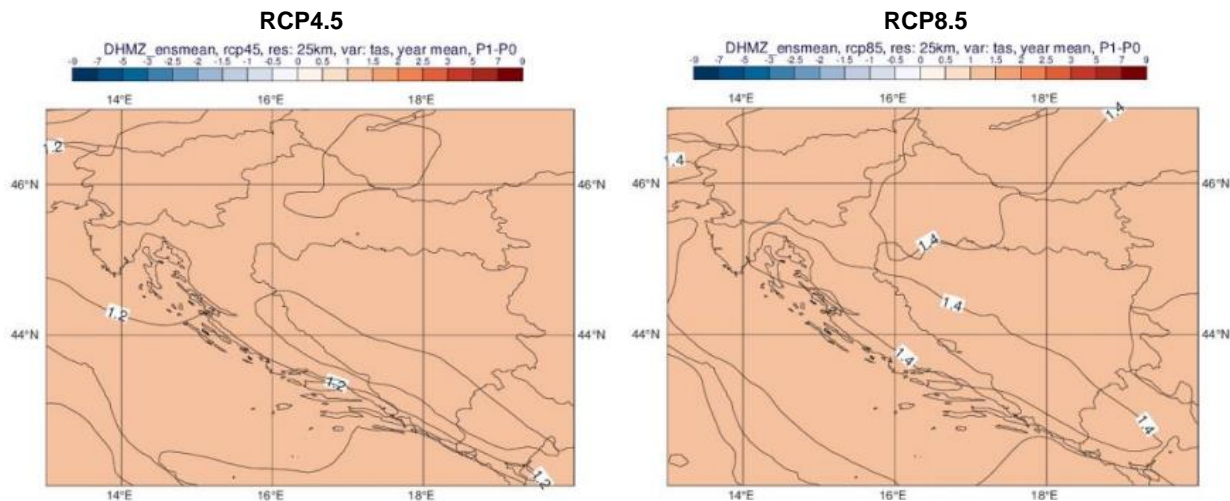 RCP4.5
DHMZ_ensmean, rcp45, res: 25km, var: tas, year mean, P1-P0
-9 -7 -5 -3 -2.5 -2 -1.5 -1 -0.5 0 0.5 1 1.5 2 2.5 3 5 7 9
14°E 16°E 18°E
1.2
46°N
1.2
44°N
1.2
1.2
14°E 16°E 18°E
RCP8.5
DHMZ_ensmean, rcp85, res: 25km, var: tas, year mean, P1-P0
-9 -7 -5 -3 -2.5 -2 -1.5 -1 -0.5 0 0.5 1 1.5 2 2.5 3 5 7 9
14°E 16°E 18°E
1.4
1.4
46°N 46°N
1.4
1.4
44°N 44°N
1.4
1.4
14°E 16°E 18°E